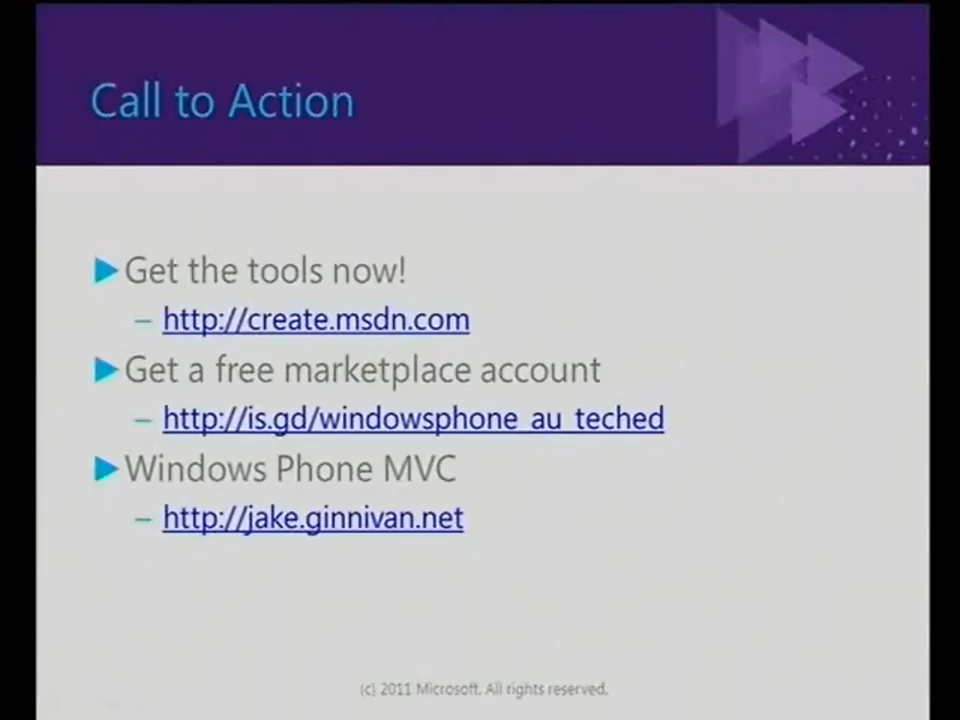 Call to Action
Get the tools now!
– http://create.msdn.com
Get a free marketplace account
– http://is.gd/windowsphone_au_teched
Windows Phone MVC
– http://jake.ginnivan.net
(c) 2011 Microsoft. All rights reserved.